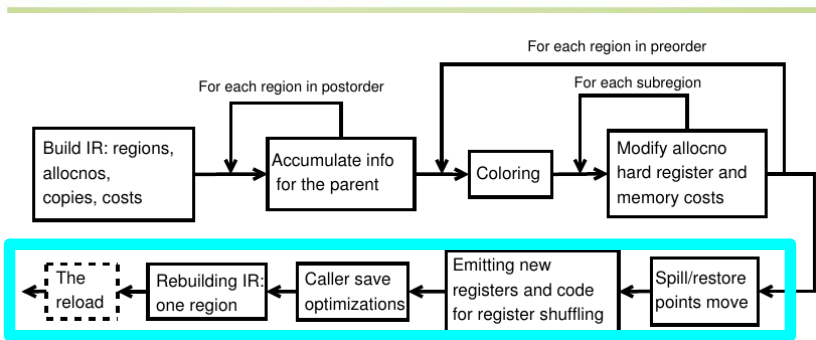 For each region in preorder
For each region in postorder
For each subregion
Build IR: regions,
allocnos,
copies, costs
Accumulate info
for the parent
Coloring
Modify allocno
hard register and
memory costs
The
reload
Rebuilding IR:
one region
Caller save
optimizations
Emitting new
registers and code
for register shuffling
Spill/restore
points move